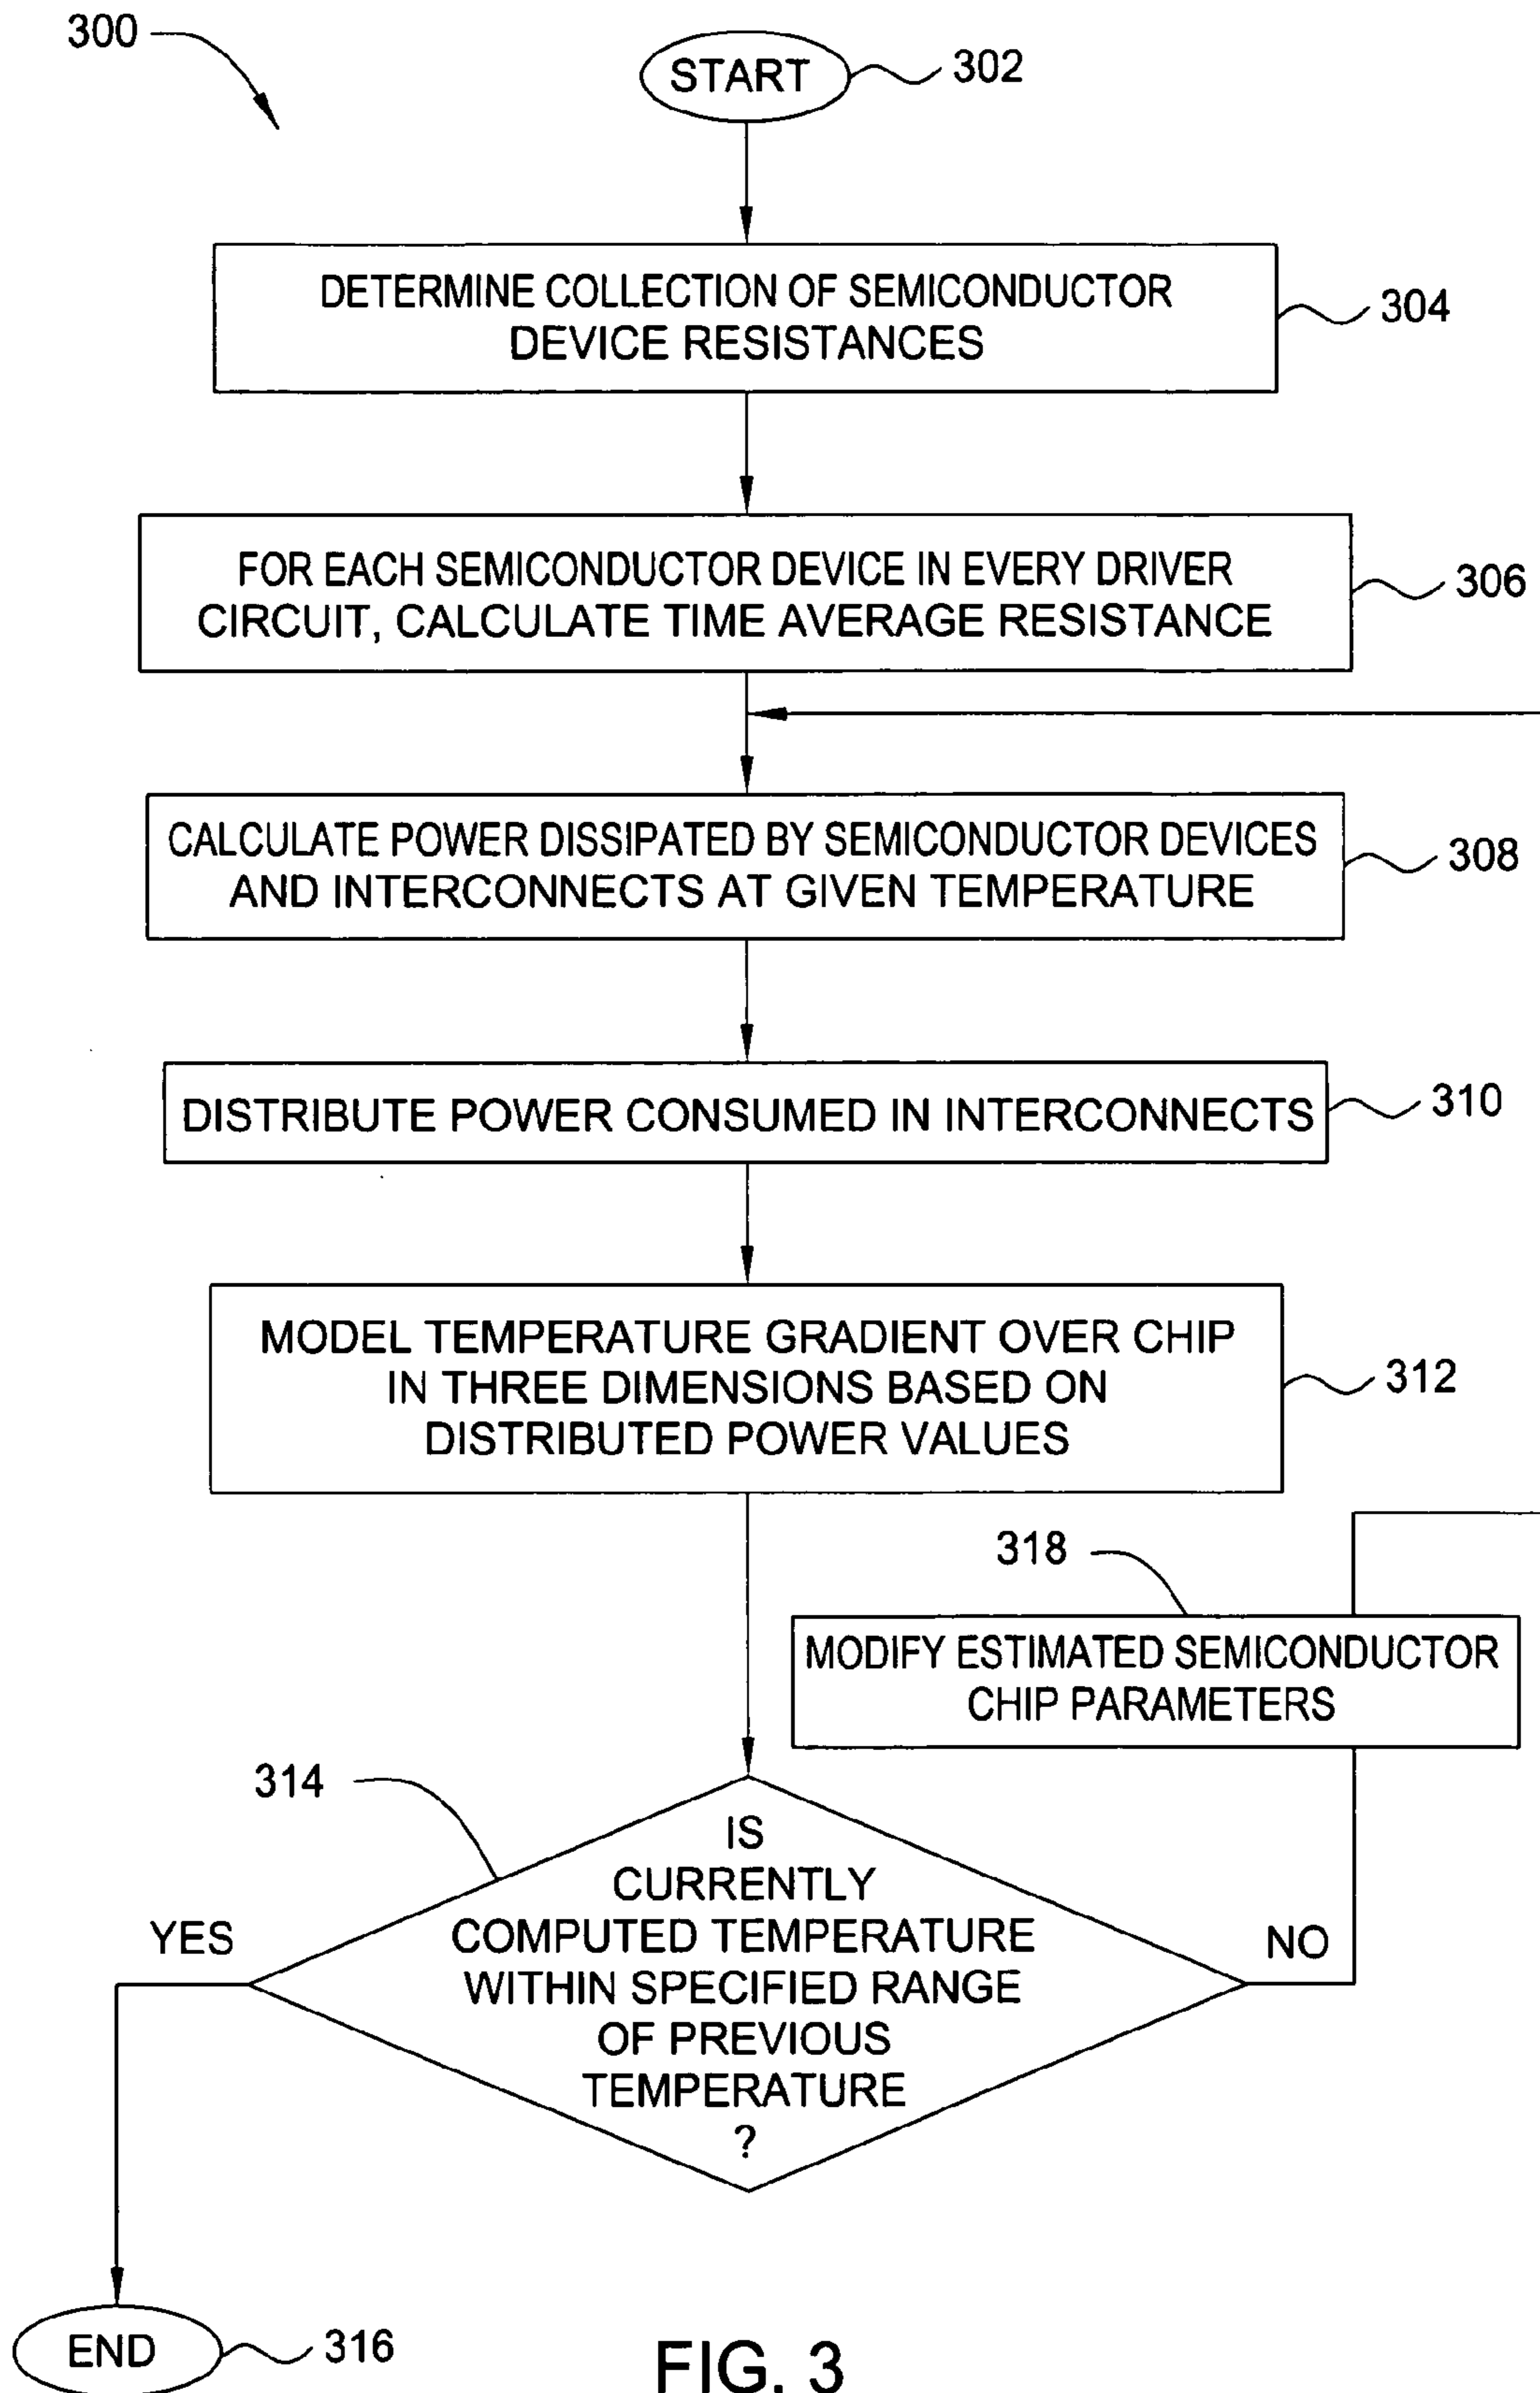 300
START
302
DETERMINE COLLECTION OF SEMICONDUCTOR
DEVICE RESISTANCES
304
FOR EACH SEMICONDUCTOR DEVICE IN EVERY DRIVER
CIRCUIT, CALCULATE TIME AVERAGE RESISTANCE
306
CALCULATE POWER DISSIPATED BY SEMICONDUCTOR DEVICES
AND INTERCONNECTS AT GIVEN TEMPERATURE
308
DISTRIBUTE POWER CONSUMED IN INTERCONNECTS
310
MODEL TEMPERATURE GRADIENT OVER CHIP
IN THREE DIMENSIONS BASED ON
DISTRIBUTED POWER VALUES
312
318
MODIFY ESTIMATED SEMICONDUCTOR
CHIP PARAMETERS
314
IS
CURRENTLY
COMPUTED TEMPERATURE
WITHIN SPECIFIED RANGE
OF PREVIOUS
TEMPERATURE
?
YES
NO
END
316
FIG. 3